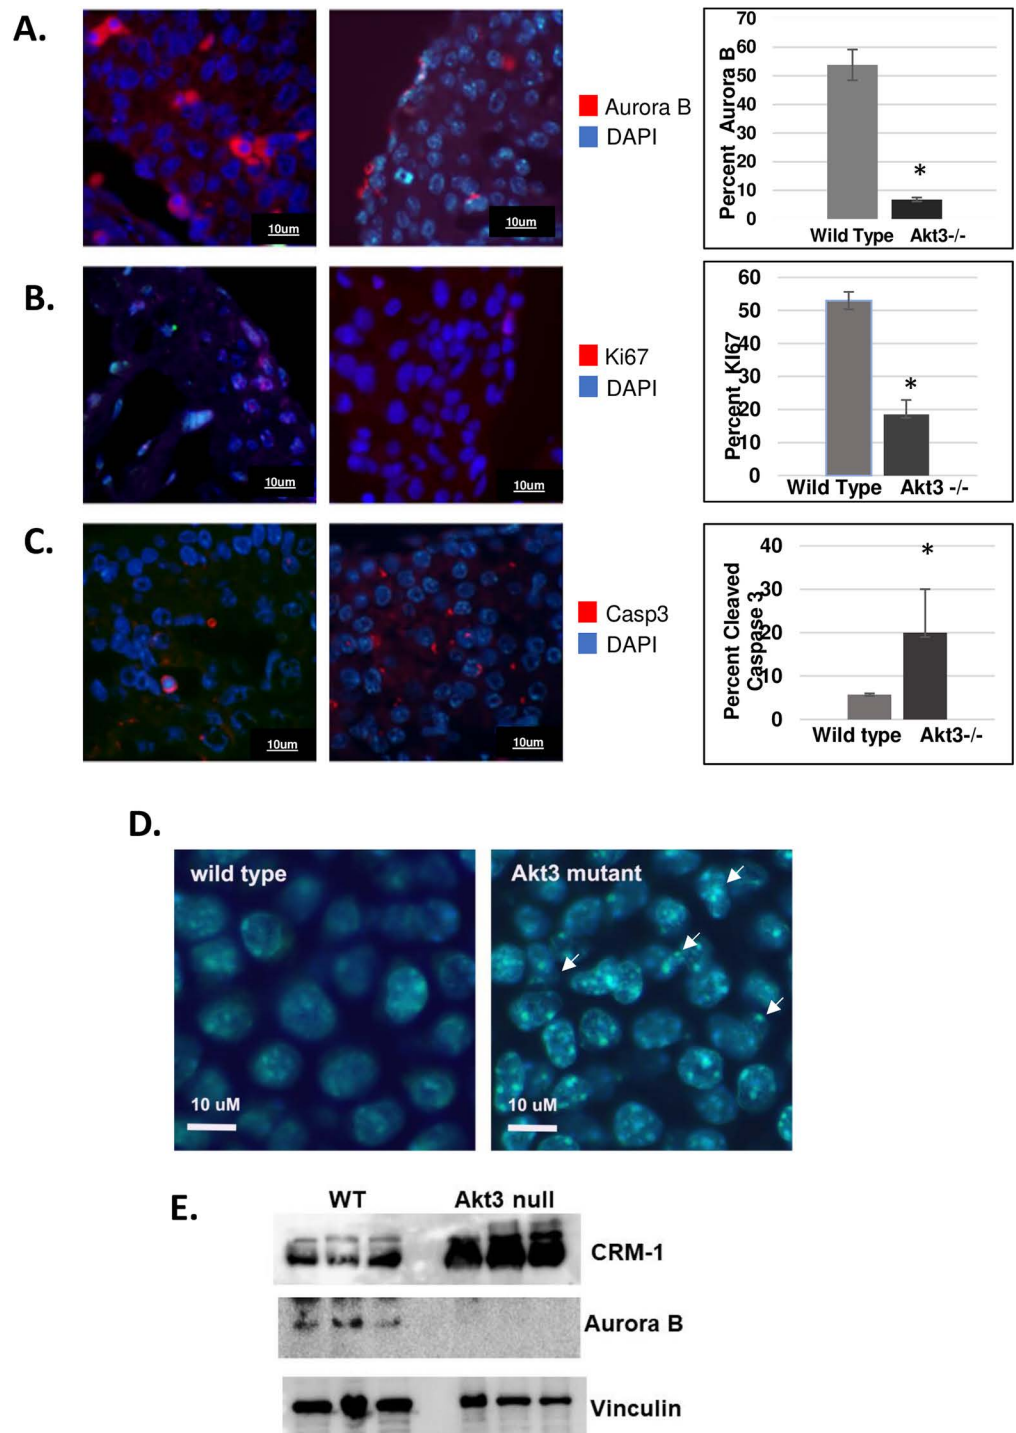 A.
10um
10um
Aurora B
DAPI
Percent Aurora B
70
60
50
40
30
20
10
0
*
Wild Type Akt3-/-
B.
10um
10um
Ki67
DAPI
Percent KI67
60
50
40
30
20
10
0
*
Wild Type Akt3 -/-
C.
10um
10um
Casp3
DAPI
Percent Cleaved
Caspase 3
40
30
20
10
0
*
Wild type Akt3-/-
D.
wild type
10 uM
Akt3 mutant
10 uM
E.
WT Akt3 null
CRM-1
Aurora B
Vinculin